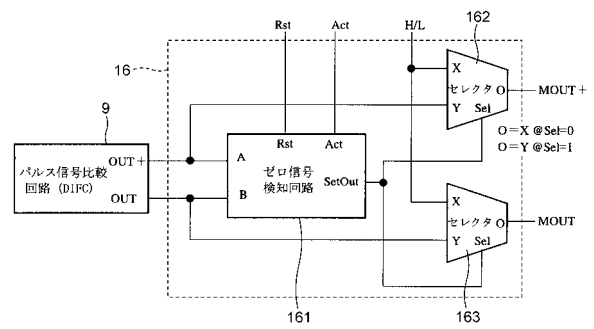 Rst Act H/L
162
16
X
セレクタ O
MOUT+
Y Sel
9
O=X @Sel=0
O=Y @Sel=1
OUT+
A
Rst Act
パルス信号比較
回路 (DIFC)
ゼロ信号
検知回路
SetOut
OUT
B
X
セレクタ O
MOUT
Y Sel
161
163